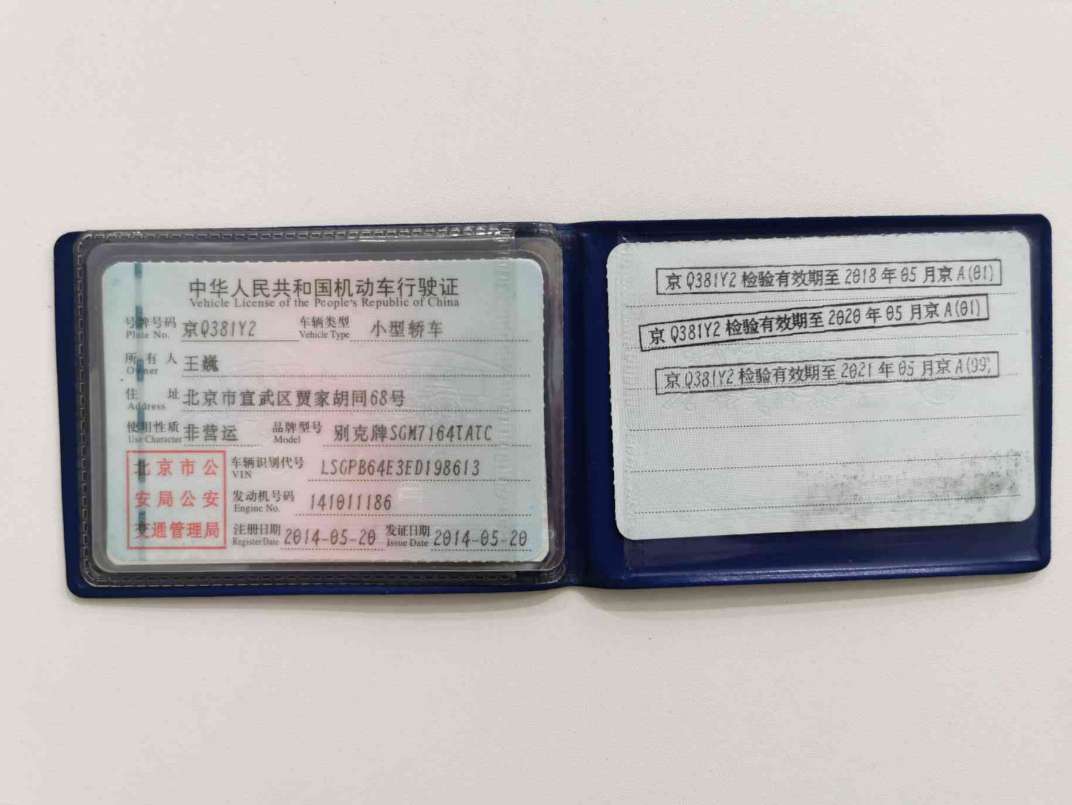 中华人民共和国机动车行驶证
Vehicle License of the People's Republic of China
号牌号码 京Q381Y2 车辆类型 小型轿车
Plate No. Vehicle Type
所有人 王巍
Owner
住址 北京市宣武区贾家胡同68号
Address
使用性质 非营运 品牌型号 别克牌SGM7164TATC
Use Character Model
北京市公
安局公安
交通管理局
车辆识别代号 LSGPB64E3ED198613
VIN
发动机号码 141011186
Engine No.
注册日期 2014-05-20 发证日期 2014-05-20
Register Date Issue Date
京Q381Y2检验有效期至2018年05月京A(01)
京Q381Y2检验有效期至2020年05月京A(01)
京Q381Y2检验有效期至2021年05月京A(99)